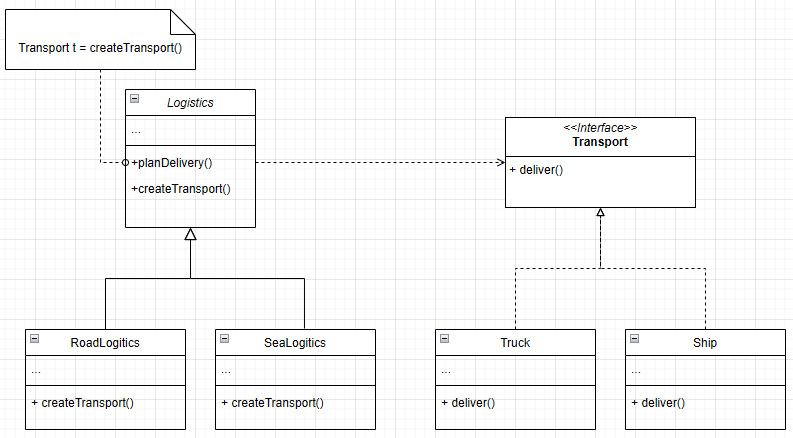 Transport t = createTransport()
Logistics
...
+planDelivery()
+createTransport()
<<Interface>>
Transport
+ deliver()
RoadLogitics
...
+ createTransport()
SeaLogitics
...
+ createTransport()
Truck
...
+ deliver()
Ship
...
+ deliver()